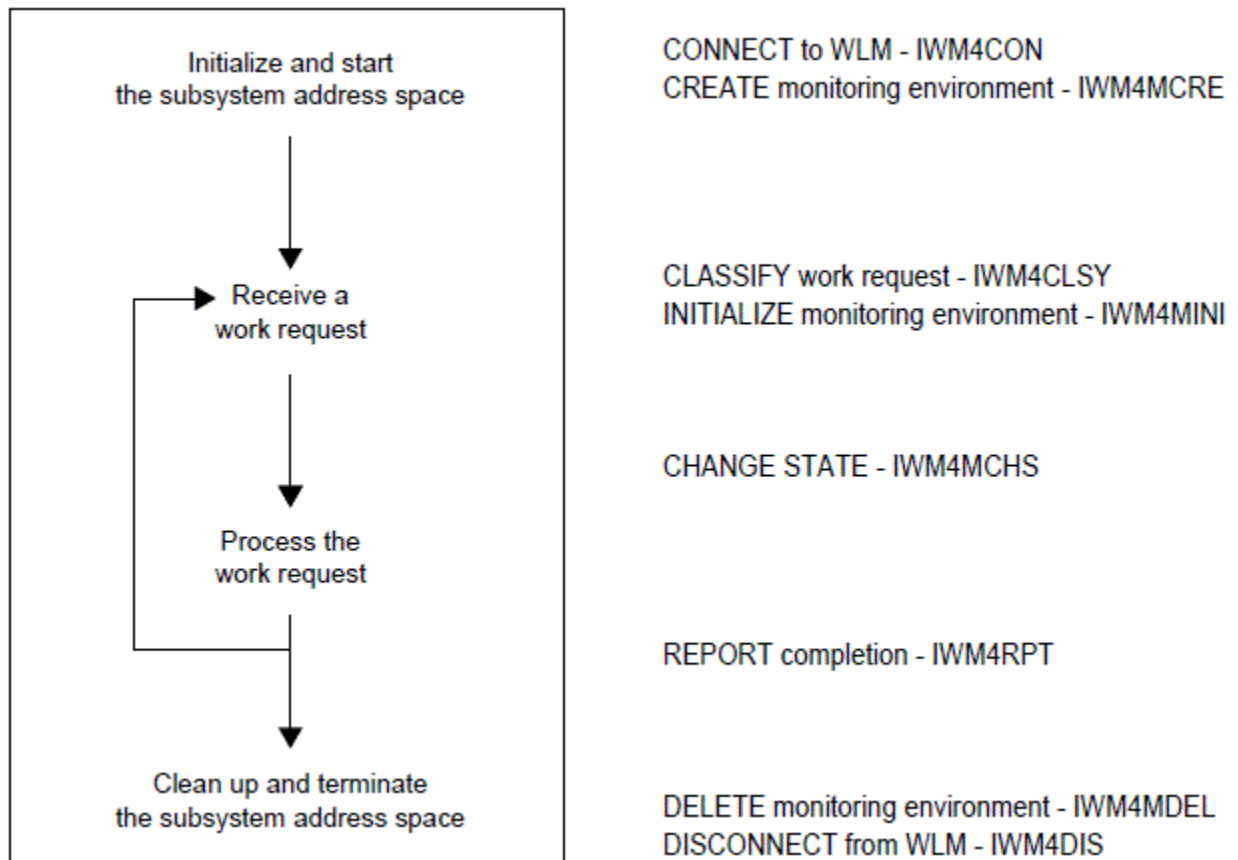 Initialize and start
the subsystem address space
CONNECT to WLM - IWM4CON
CREATE monitoring environment - IWM4MCRE
Receive a
work request
CLASSIFY work request - IWM4CLSY
INITIALIZE monitoring environment - IWM4MINI
CHANGE STATE - IWM4MCHS
Process the
work request
REPORT completion - IWM4RPT
Clean up and terminate
the subsystem address space
DELETE monitoring environment - IWM4MDEL
DISCONNECT from WLM - IWM4DIS